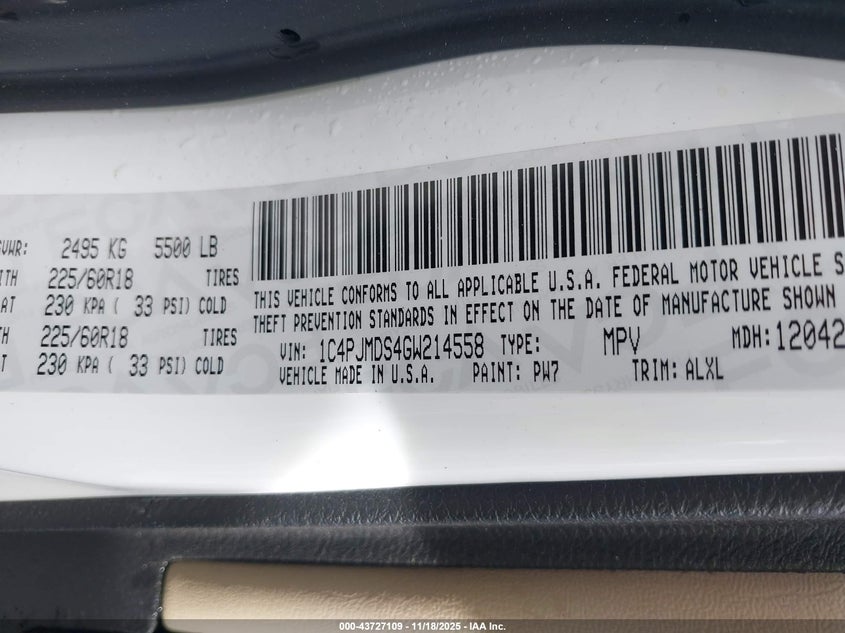 GVWR: 2495 KG 5500 LB
225/60R18 TIRES
230 KPA ( 33 PSI) COLD
225/60R18 TIRES
230 KPA ( 33 PSI) COLD
THIS VEHICLE CONFORMS TO ALL APPLICABLE U.S.A. FEDERAL MOTOR VEHICLE S
THEFT PREVENTION STANDARDS IN EFFECT ON THE DATE OF MANUFACTURE SHOWN
VIN: 1C4PJMDS4GW214558 TYPE: MPV MDH: 12042
VEHICLE MADE IN U.S.A. PAINT: PW7 TRIM: ALXL
000-43727109 — 11/18/2025 — IAA Inc.